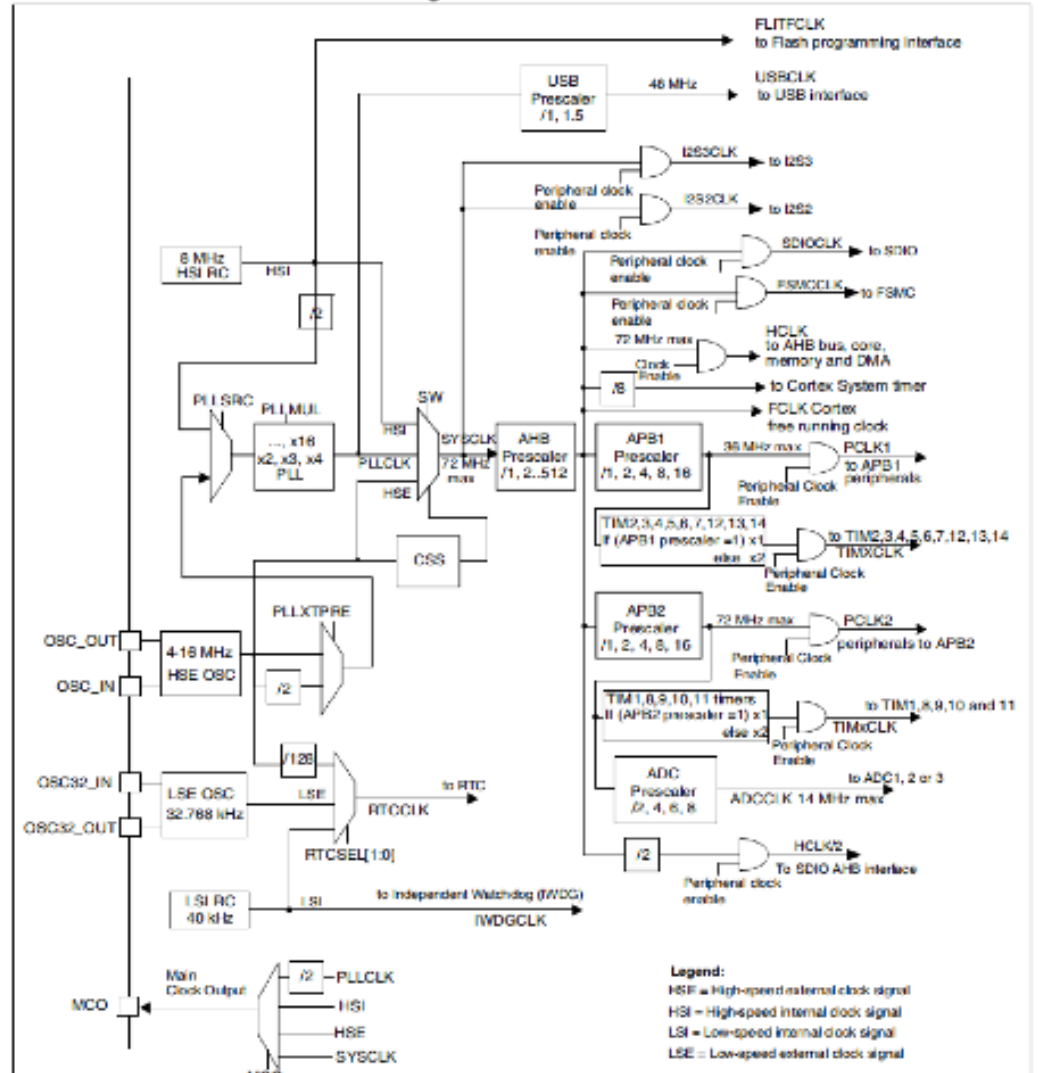 FLITFCLK
to Flash programming interface
USB
Prescaler
/1, 1.5
48 MHz
USBCLK
to USB interface
I2S3CLK
to I2S3
Peripheral clock
enable
I2S2CLK
to I2S2
Peripheral clock
enable
SDIOCLK
to SDIO
Peripheral clock
enable
FSMCCLK
to FSMC
Peripheral clock
enable
8 MHz
HSI RC
HSI
/2
72 MHz max
HCLK
to AHB bus, core,
memory and DMA
Clock
Enable
/8
to Cortex System timer
FCLK Cortex
free running clock
PLLSRC
PLLMUL
..., x16
x2, x3, x4
PLL
SW
HSI
PLLCLK
HSE
SYSCLK
72 MHz
max
AHB
Prescaler
/1, 2..512
APB1
Prescaler
/1, 2, 4, 8, 16
36 MHz max
PCLK1
to APB1
peripherals
Peripheral Clock
Enable
TIM2,3,4,5,6,7,12,13,14
If (APB1 prescaler =1) x1
else x2
to TIM2,3,4,5,6,7,12,13,14
TIMXCLK
Peripheral Clock
Enable
CSS
PLLXTPRE
OSC_OUT
OSC_IN
4-16 MHz
HSE OSC
/2
APB2
Prescaler
/1, 2, 4, 8, 16
72 MHz max
PCLK2
peripherals to APB2
Peripheral Clock
Enable
TIM1,8,9,10,11 timers
If (APB2 prescaler =1) x1
else x2
to TIM1,8,9,10 and 11
TIMxCLK
Peripheral Clock
Enable
/128
OSC32_IN
OSC32_OUT
LSE OSC
32.768 kHz
LSE
to RTC
RTCCLK
RTCSEL[1:0]
ADC
Prescaler
/2, 4, 6, 8
to ADC1, 2 or 3
ADCCLK 14 MHz max
/2
HCLK/2
To SDIO AHB interface
Peripheral clock
enable
LSI RC
40 kHz
LSI
to Independent Watchdog (IWDG)
IWDGCLK
MCO
Main
Clock Output
/2
PLLCLK
HSI
HSE
SYSCLK
Legend:
HSE = High-speed external clock signal
HSI = High-speed internal clock signal
LSI = Low-speed internal clock signal
LSE = Low-speed external clock signal